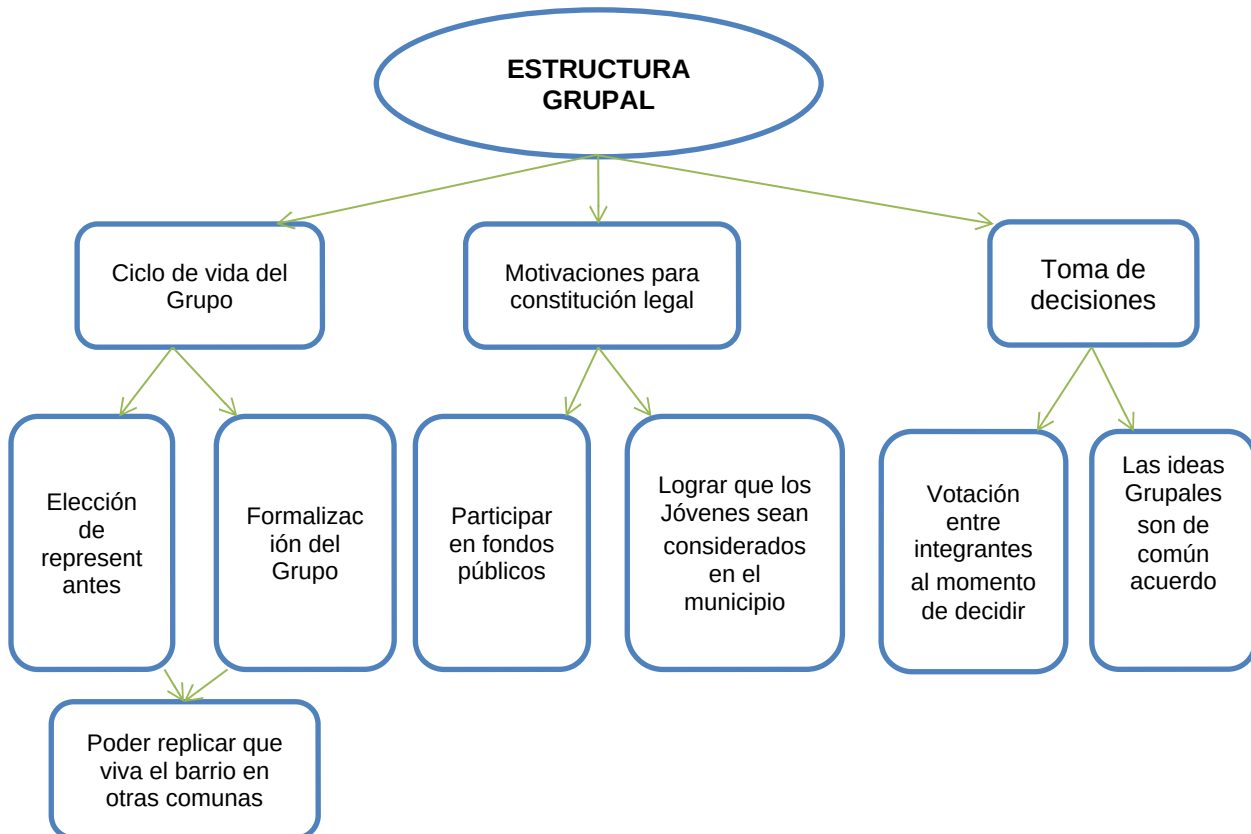 ESTRUCTURA
GRUPAL
Ciclo de vida del
Grupo
Motivaciones para
constitución legal
Toma de
decisiones
Elección
de
represent
antes
Formalizac
ión del
Grupo
Participar
en fondos
públicos
Lograr que los
Jóvenes sean
considerados
en el
municipio
Votación
entre
integrantes
al momento
de decidir
Las ideas
Grupales
son de
común
acuerdo
Poder replicar que
viva el barrio en
otras comunas